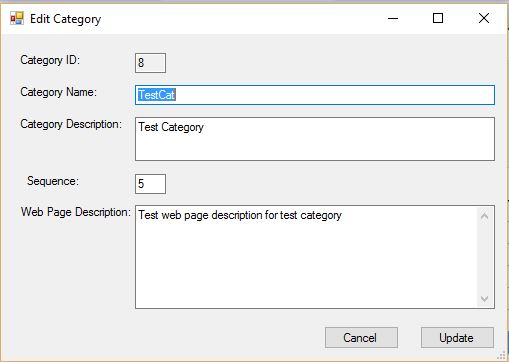 Edit Category
Category ID: 8
Category Name: TestCat
Category Description: Test Category
Sequence: 5
Web Page Description: Test web page description for test category
Cancel Update